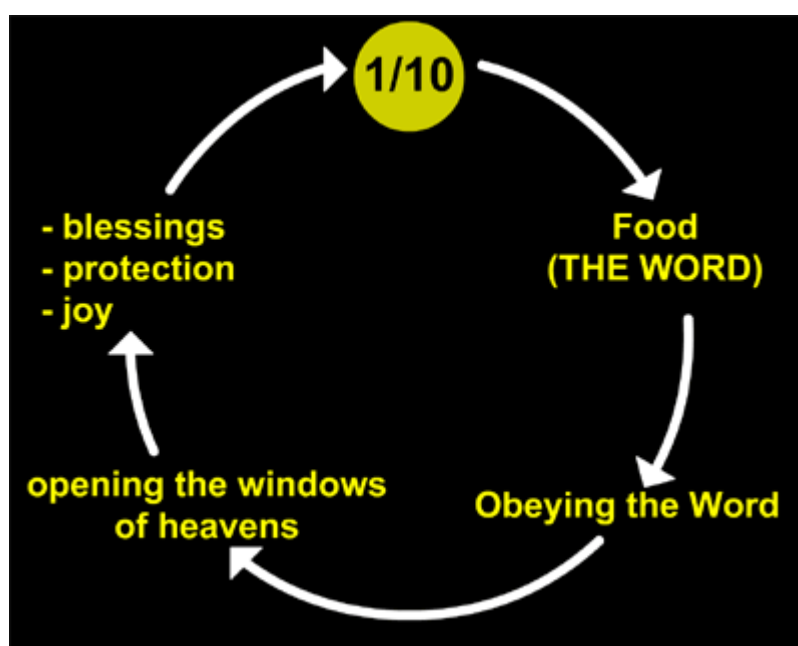 1/10
Food
(THE WORD)
Obeying the Word
opening the windows
of heavens
- blessings
- protection
- joy